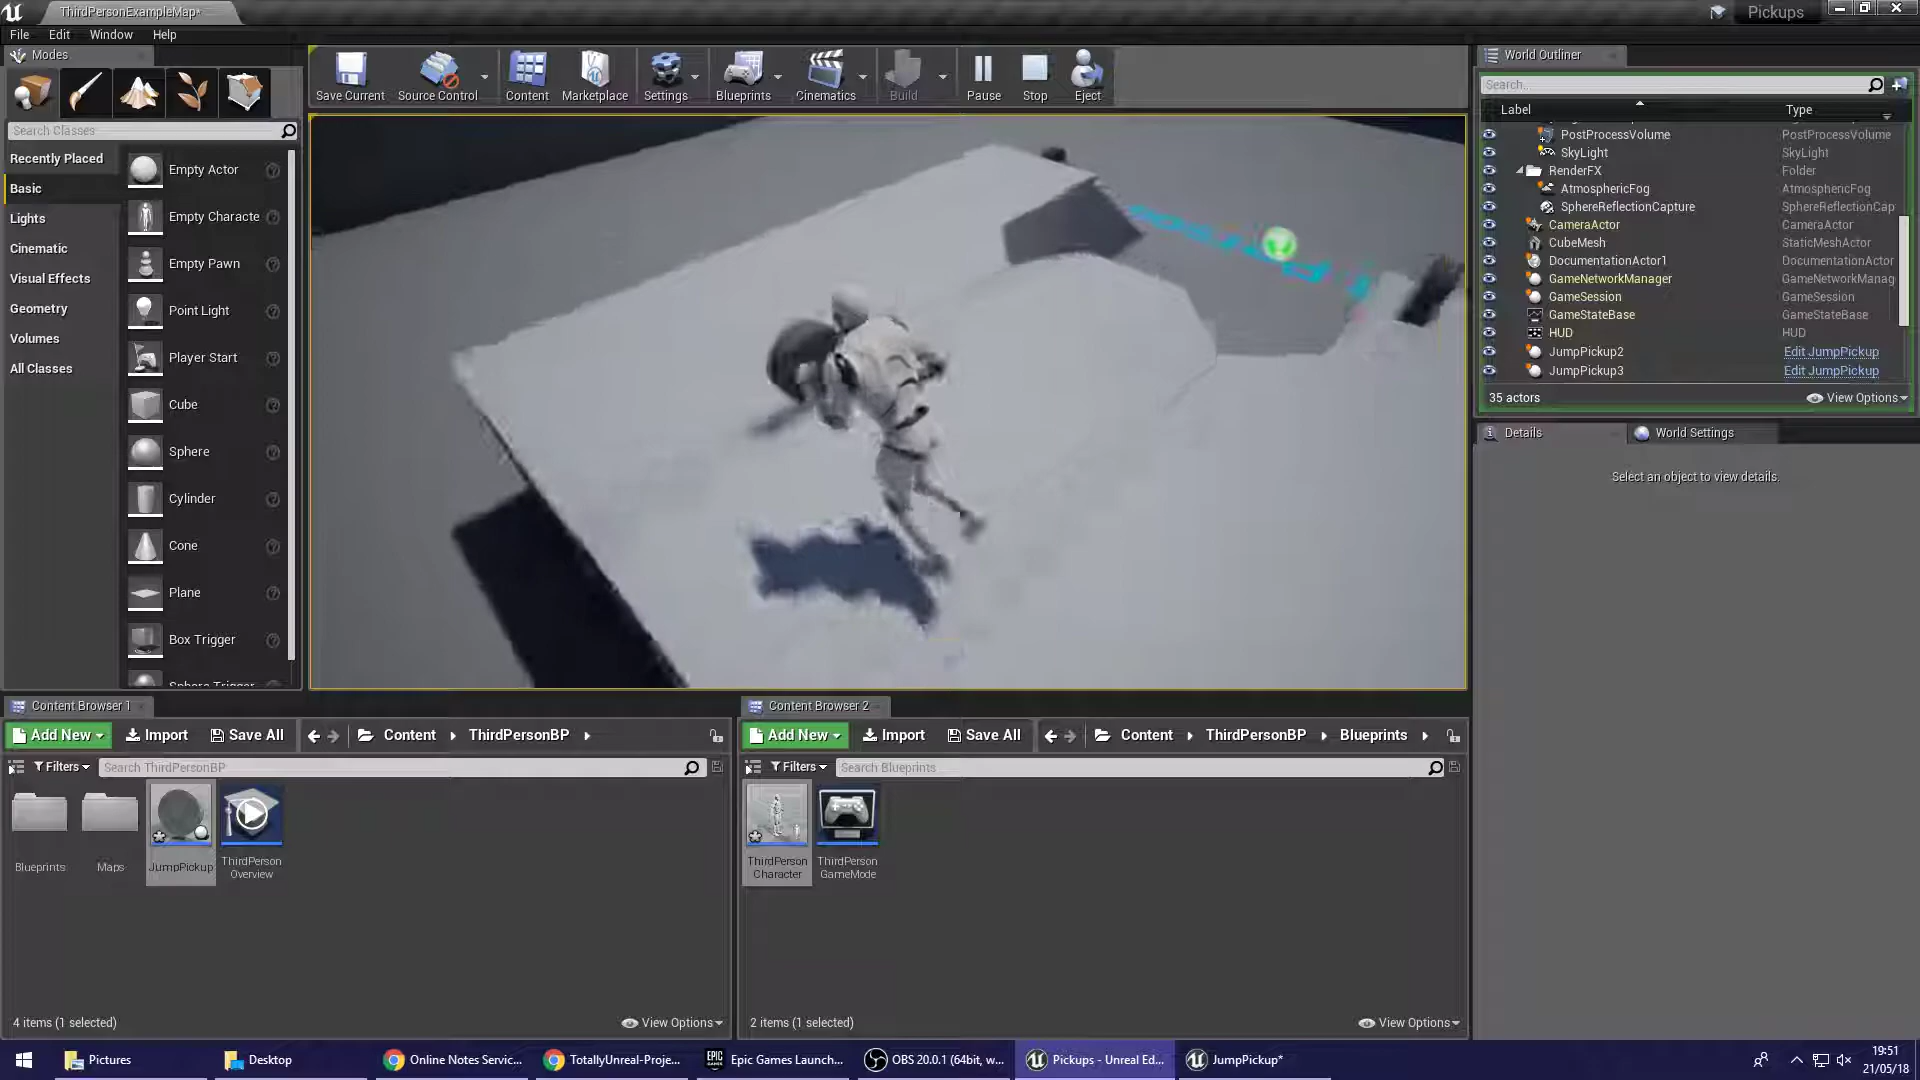 ThirdPersonExampleMap*
Pickups
File Edit Window Help
Modes
Save Current
Source Control
Content
Marketplace
Settings
Blueprints
Cinematics
Build
Pause
Stop
Eject
Search Classes
Recently Placed
Basic
Lights
Cinematic
Visual Effects
Geometry
Volumes
All Classes
Empty Actor
Empty Characte
Empty Pawn
Point Light
Player Start
Cube
Sphere
Cylinder
Cone
Plane
Box Trigger
Sphere Trigger
World Outliner
Search...
Label Type
PostProcessVolume PostProcessVolume
SkyLight SkyLight
RenderFX Folder
AtmosphericFog AtmosphericFog
SphereReflectionCapture SphereReflectionCap
CameraActor CameraActor
CubeMesh StaticMeshActor
DocumentationActor1 DocumentationActor
GameNetworkManager GameNetworkManag
GameSession GameSession
GameStateBase GameStateBase
HUD HUD
JumpPickup2 Edit JumpPickup
JumpPickup3 Edit JumpPickup
35 actors View Options
Details World Settings
Select an object to view details.
Content Browser 1
Add New Import Save All Content ThirdPersonBP
Filters Search ThirdPersonBP
Blueprints
Maps
JumpPickup
ThirdPerson
Overview
4 items (1 selected) View Options
Content Browser 2
Add New Import Save All Content ThirdPersonBP Blueprints
Filters Search Blueprints
ThirdPerson
Character
ThirdPerson
GameMode
2 items (1 selected) View Options
Pictures
Desktop
Online Notes Servic...
TotallyUnreal-Proje...
EPIC GAMES
Epic Games Launch...
OBS 20.0.1 (64bit, w...
Pickups - Unreal Ed...
JumpPickup*
19:51
21/05/18